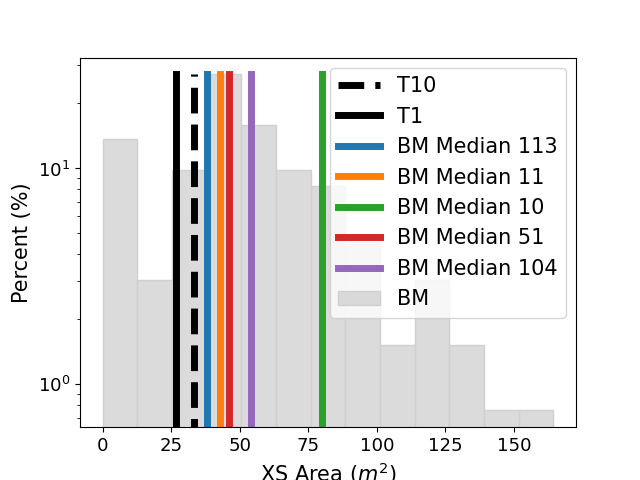 T10
T1
BM Median 113
BM Median 11
BM Median 10
BM Median 51
BM Median 104
BM
Percent (%)
10¹
10⁰
0 25 50 75 100 125 150
XS Area (m²)